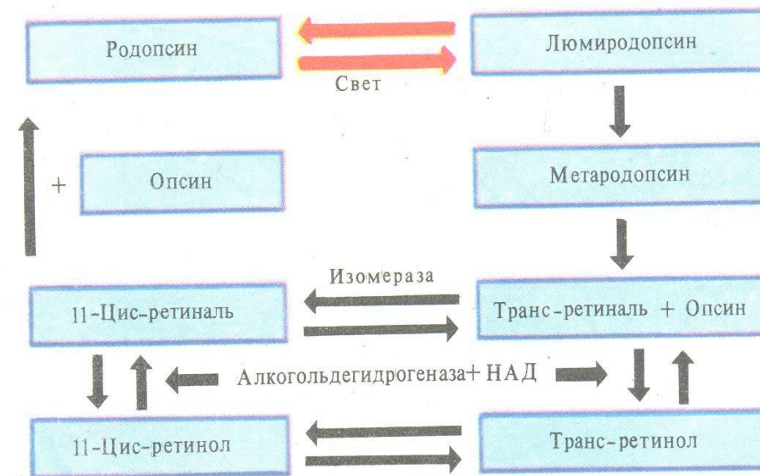 Родопсин
Люмиродопсин
Свет
+
Опсин
Метародопсин
Изомераза
11-Цис-ретиналь
Транс-ретиналь + Опсин
Алкогольдегидрогеназа+ НАД
11-Цис-ретинол
Транс-ретинол